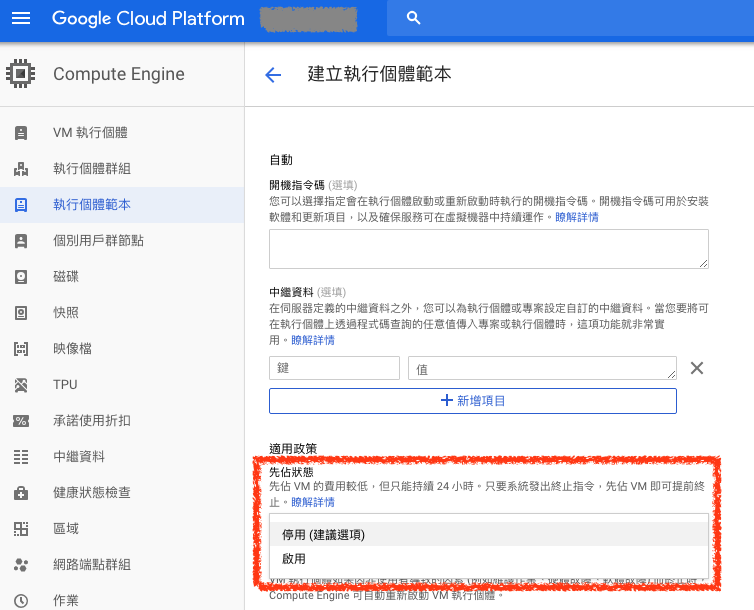 Google Cloud Platform
Compute Engine
建立執行個體範本
VM 執行個體
執行個體群組
執行個體範本
個別用戶群節點
磁碟
快照
映像檔
TPU
承諾使用折扣
中繼資料
健康狀態檢查
區域
網路端點群組
作業
自動
開機指令碼 (選填)
您可以選擇指定會在執行個體啟動或重新啟動時執行的開機指令碼。開機指令碼可用於安裝
軟體和更新項目，以及確保服務可在虛擬機器中持續運作。瞭解詳情
中繼資料 (選填)
在伺服器定義的中繼資料之外，您可以為執行個體或專案設定自訂的中繼資料。當您要將可
在執行個體上透過程式碼查詢的任意值傳入專案或執行個體時，這項功能就非常實
用。瞭解詳情
鍵
值
新增項目
適用政策
先佔狀態
先佔 VM 的費用較低，但只能持續 24 小時。只要系統發出終止指令，先佔 VM 即可提前終
止。瞭解詳情
停用 (建議選項)
啟用
Compute Engine 可自動重新啟動 VM 執行個體。